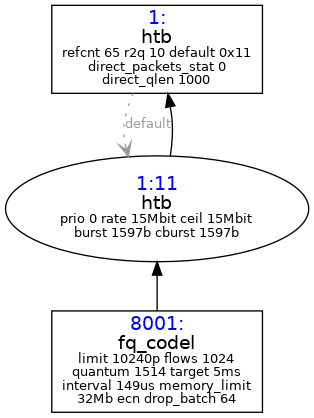 1:
htb
refcnt 65 r2q 10 default 0x11
direct_packets_stat 0
direct_qlen 1000
default
1:11
htb
prio 0 rate 15Mbit ceil 15Mbit
burst 1597b cburst 1597b
8001:
fq_codel
limit 10240p flows 1024
quantum 1514 target 5ms
interval 149us memory_limit
32Mb ecn drop_batch 64